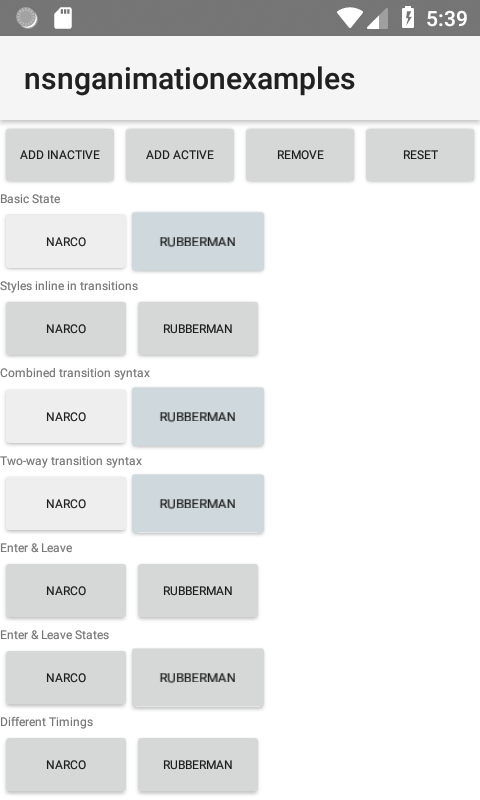 5:39
nsnganimationexamples
ADD INACTIVE ADD ACTIVE REMOVE RESET
Basic State
NARCO RUBBERMAN
Styles inline in transitions
NARCO RUBBERMAN
Combined transition syntax
NARCO RUBBERMAN
Two-way transition syntax
NARCO RUBBERMAN
Enter & Leave
NARCO RUBBERMAN
Enter & Leave States
NARCO RUBBERMAN
Different Timings
NARCO RUBBERMAN